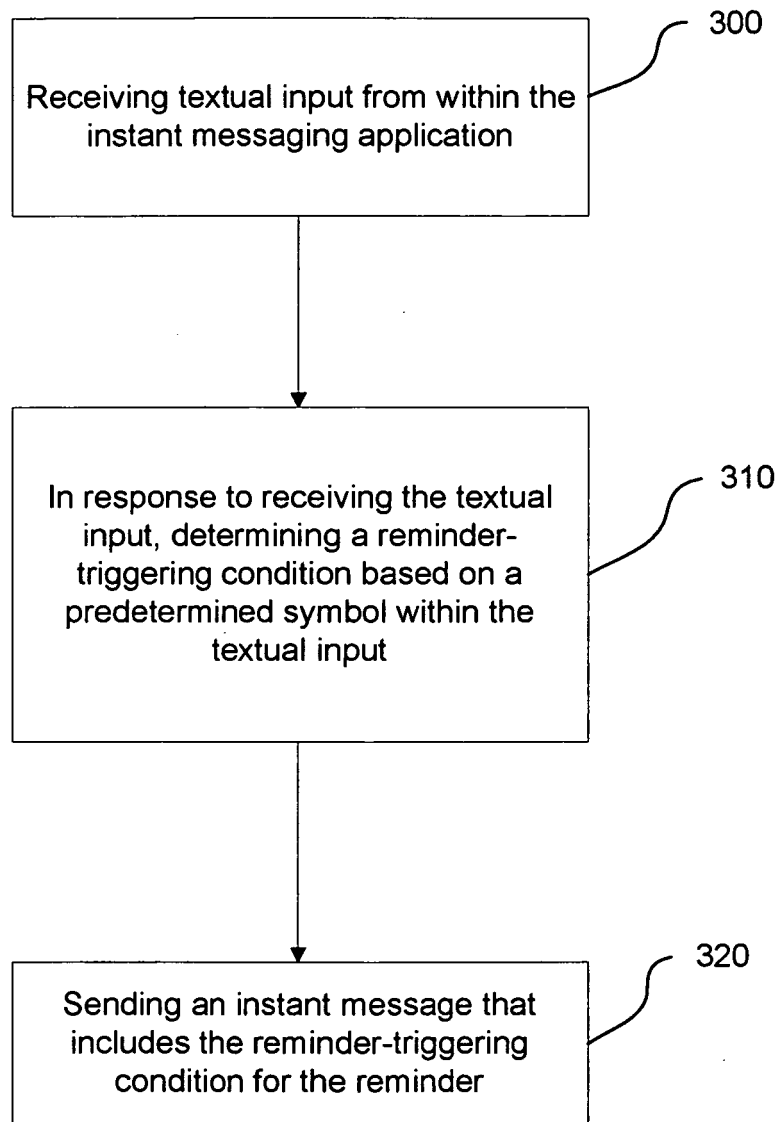 300
Receiving textual input from within the
instant messaging application
310
In response to receiving the textual
input, determining a reminder-
triggering condition based on a
predetermined symbol within the
textual input
320
Sending an instant message that
includes the reminder-triggering
condition for the reminder